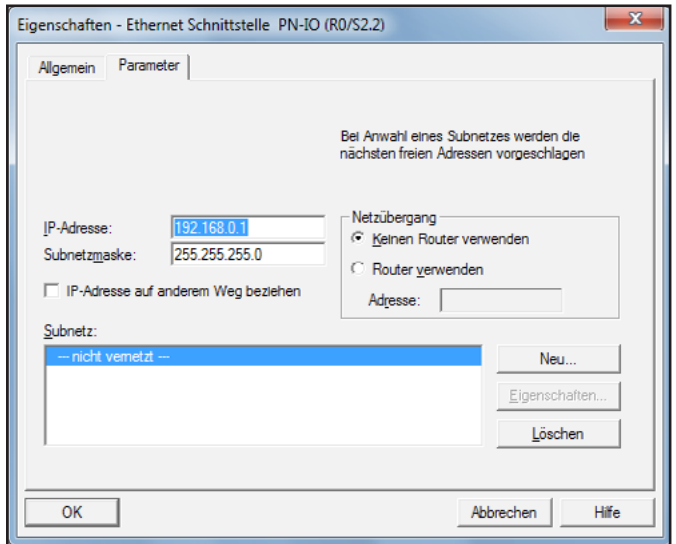 Eigenschaften - Ethernet Schnittstelle PN-IO (R0/S2.2)
Allgemein
Parameter
Bei Anwahl eines Subnetzes werden die
nächsten freien Adressen vorgeschlagen
IP-Adresse:
192.168.0.1
Subnetzmaske:
255.255.255.0
IP-Adresse auf anderem Weg beziehen
Netzübergang
Keinen Router verwenden
Router verwenden
Adresse:
Subnetz:
--- nicht vernetzt ---
Neu...
Eigenschaften...
Löschen
OK
Abbrechen
Hilfe